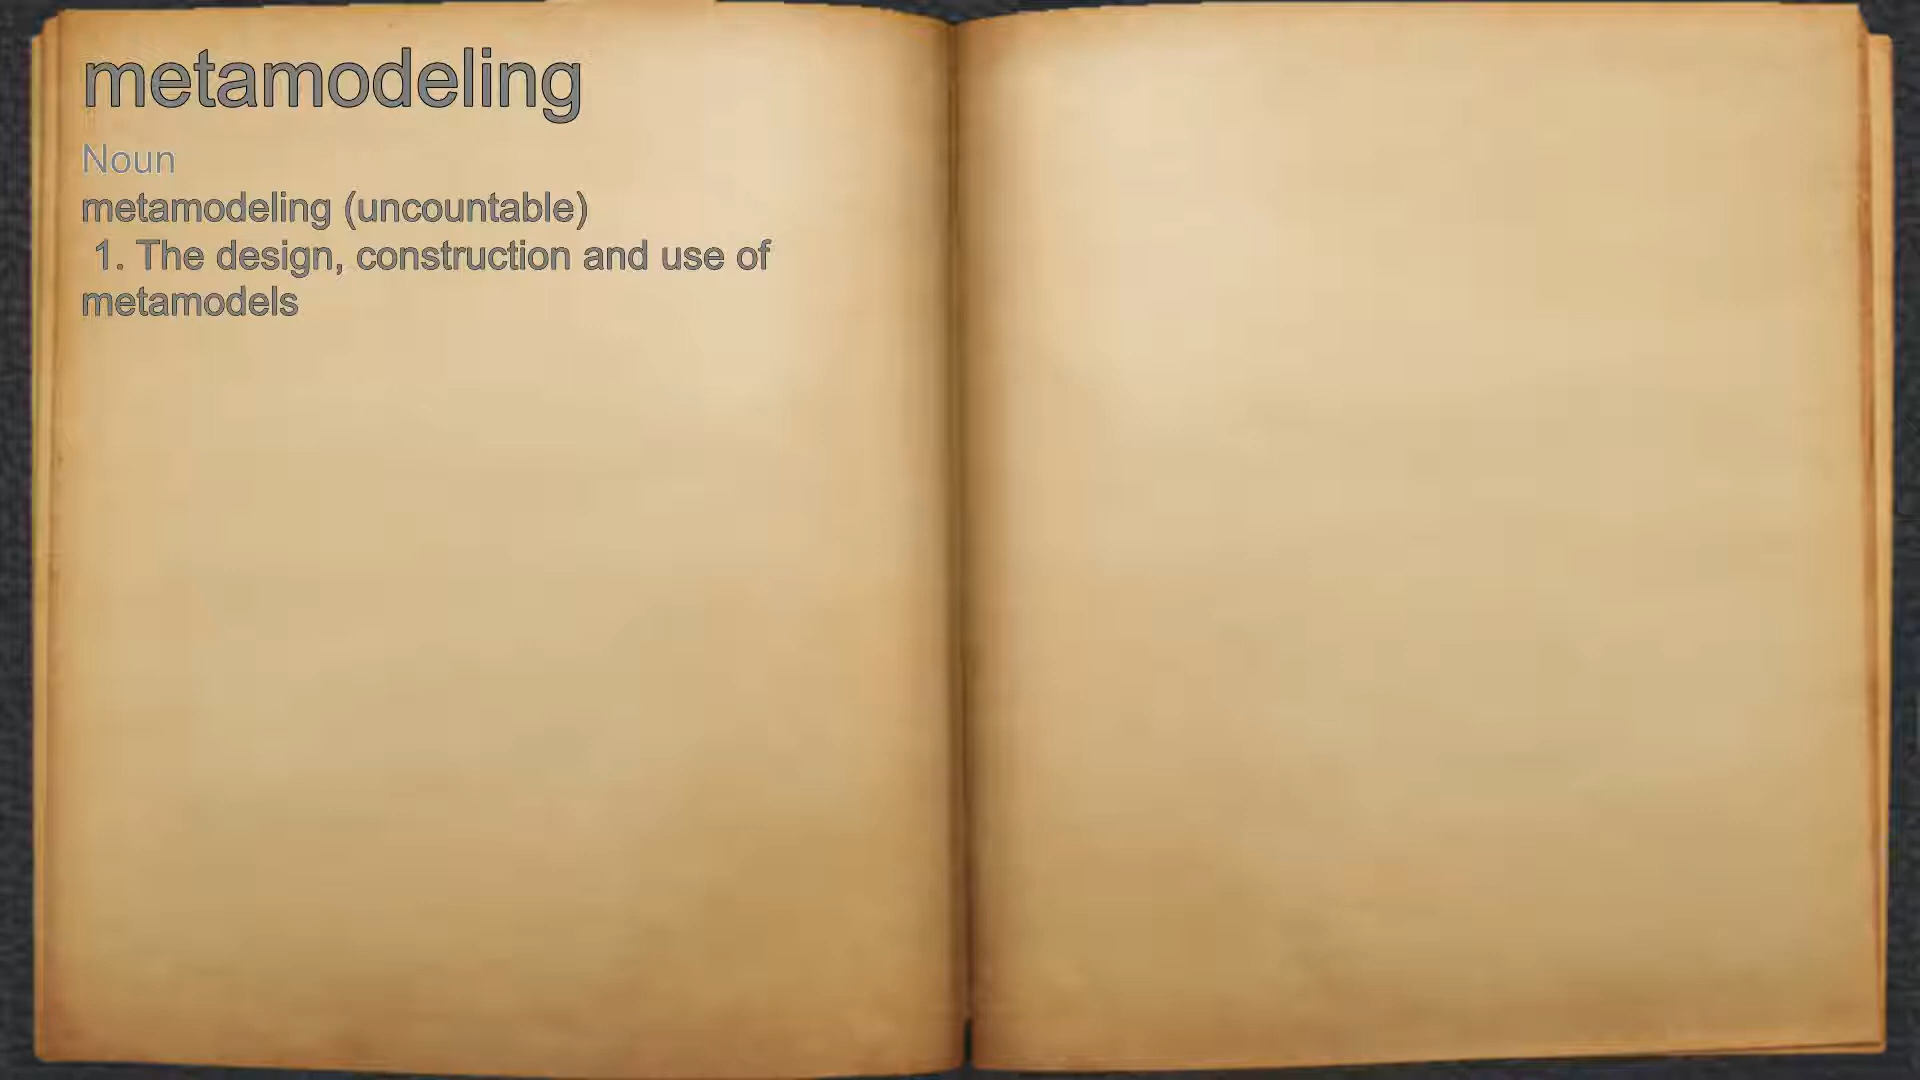 metamodeling
Noun
metamodeling (uncountable)
1. The design, construction and use of
metamodels